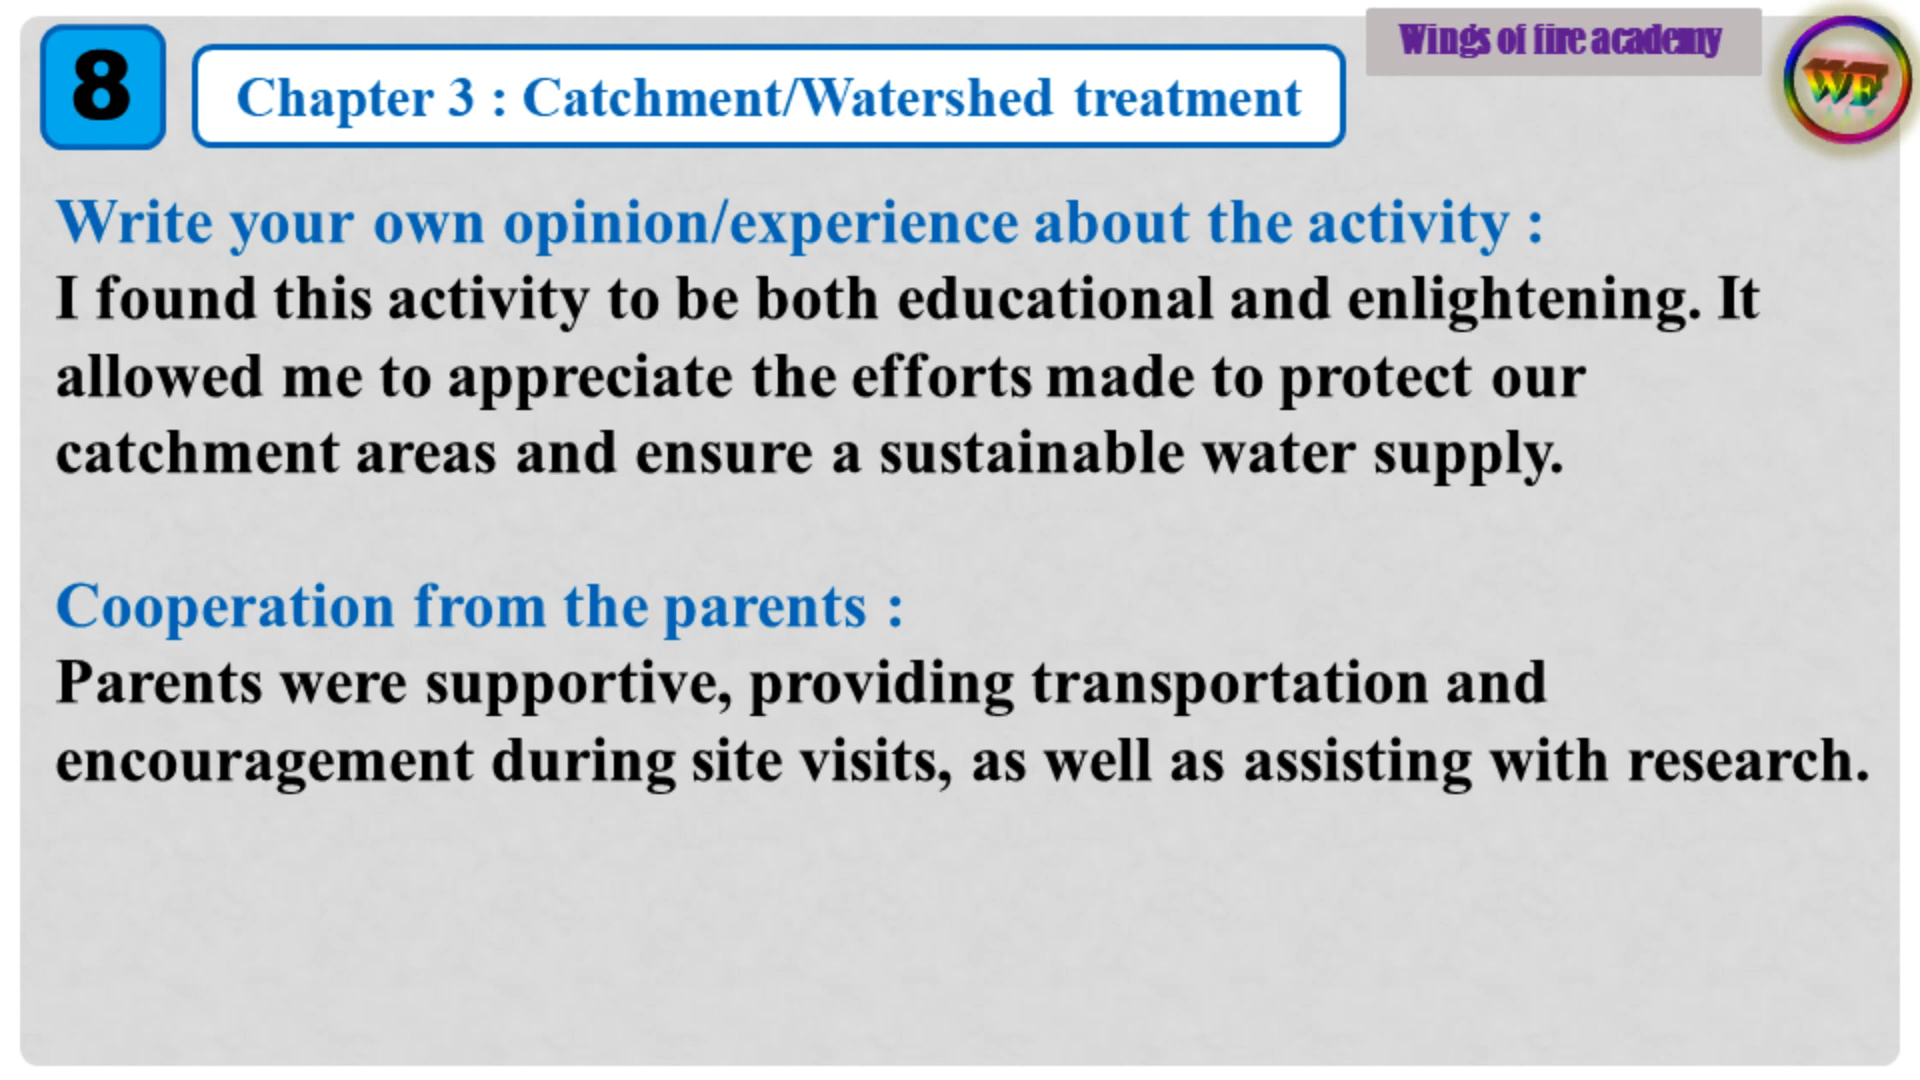 8
Chapter 3 : Catchment/Watershed treatment
Wings of fire academy
WF
Write your own opinion/experience about the activity :
I found this activity to be both educational and enlightening. It
allowed me to appreciate the efforts made to protect our
catchment areas and ensure a sustainable water supply.
Cooperation from the parents :
Parents were supportive, providing transportation and
encouragement during site visits, as well as assisting with research.